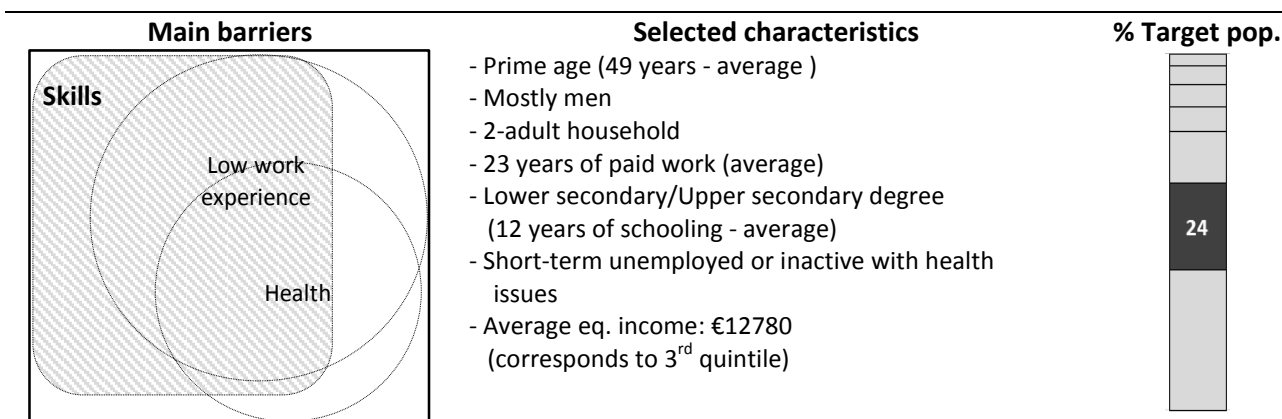 Main barriers
Skills
Low work
experience
Health
Selected characteristics
- Prime age (49 years - average )
- Mostly men
- 2-adult household
- 23 years of paid work (average)
- Lower secondary/Upper secondary degree
(12 years of schooling - average)
- Short-term unemployed or inactive with health
issues
- Average eq. income: €12780
(corresponds to 3rd quintile)
% Target pop.
24